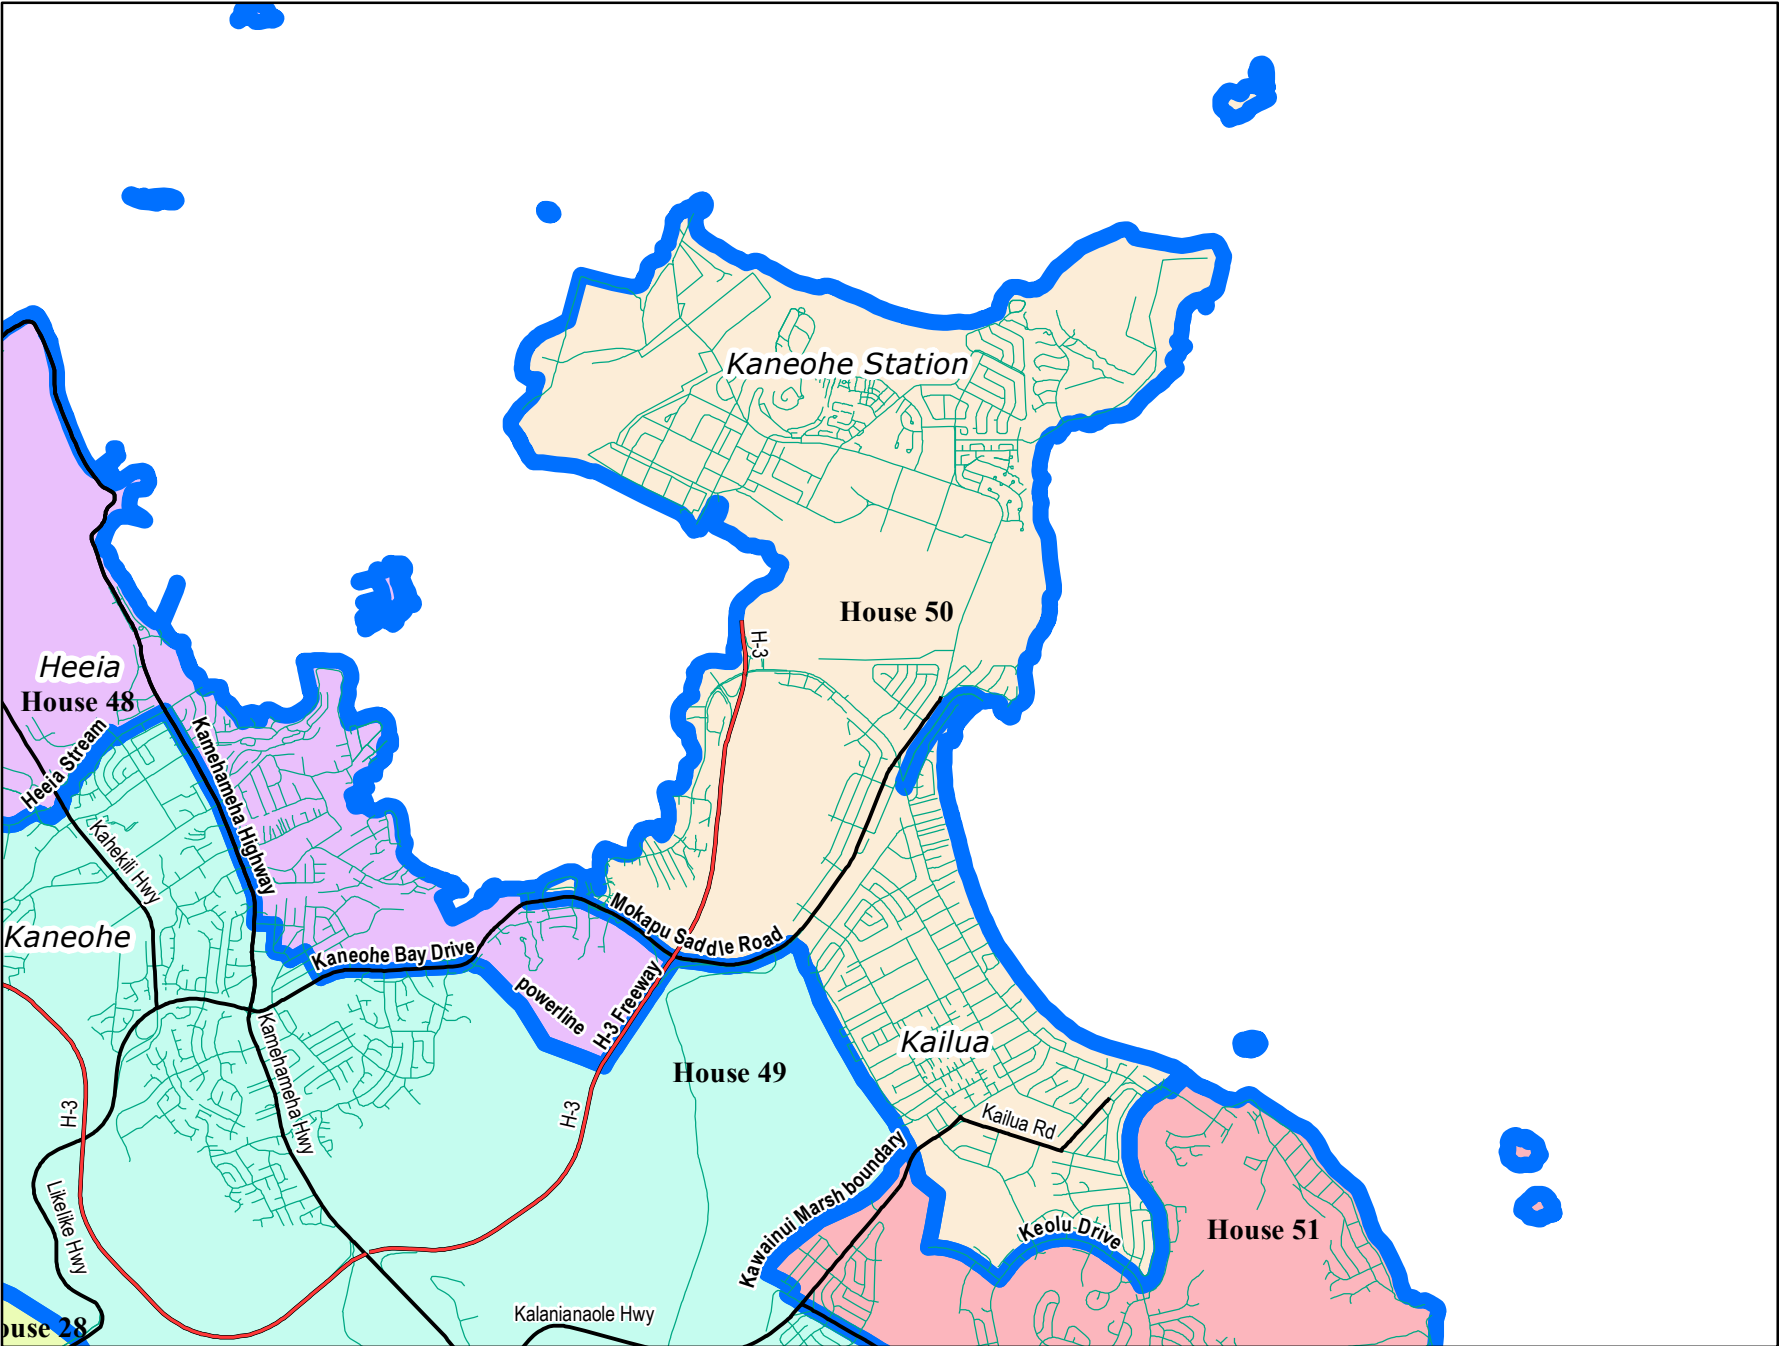 Kaneohe Station
House 50
H-3
Heeia
House 48
Heeia Stream
Kamehameha Highway
Kahekili Hwy
Kaneohe
Kaneohe Bay Drive
Mokapu Saddle Road
powerline
H-3 Freeway
Kamehameha Hwy
Kailua
House 49
H-3
H-3
Kailua Rd
Kawainui Marsh boundary
Likelike Hwy
Keolu Drive
House 51
Kalanianaole Hwy
ouse 28